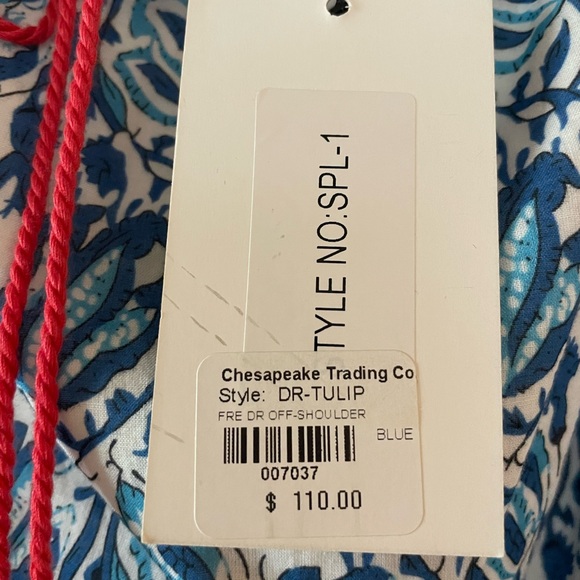 TYLE NO:SPL-1
Chesapeake Trading Co
Style: DR-TULIP
FRE DR OFF-SHOULDER
BLUE
007037
$ 110.00